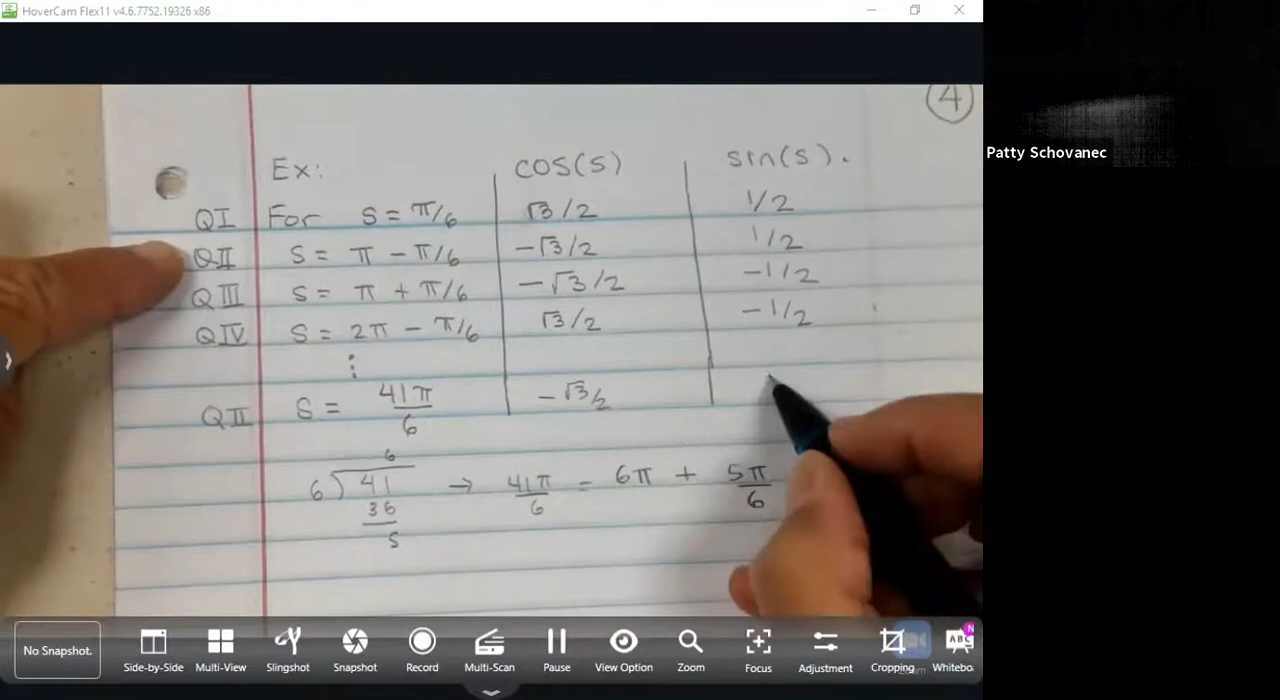 HoverCam Flex11 v4.6.7752.19326 x86
4
Ex: cos(s) sin(s).
QI For s = π/6 √3/2 1/2
QII s = π - π/6 -√3/2 1/2
QIII s = π + π/6 -√3/2 -1/2
QIV s = 2π - π/6 √3/2 -1/2
⋮
QII s = 41π/6 -√3/2
6
6)41 → 41π/6 = 6π + 5π/6
36
5
Patty Schovanec
No Snapshot.
Side-by-Side Multi-View Slingshot Snapshot Record Multi-Scan Pause View Option Zoom Focus Adjustment Cropping Whiteboa
N
ABC